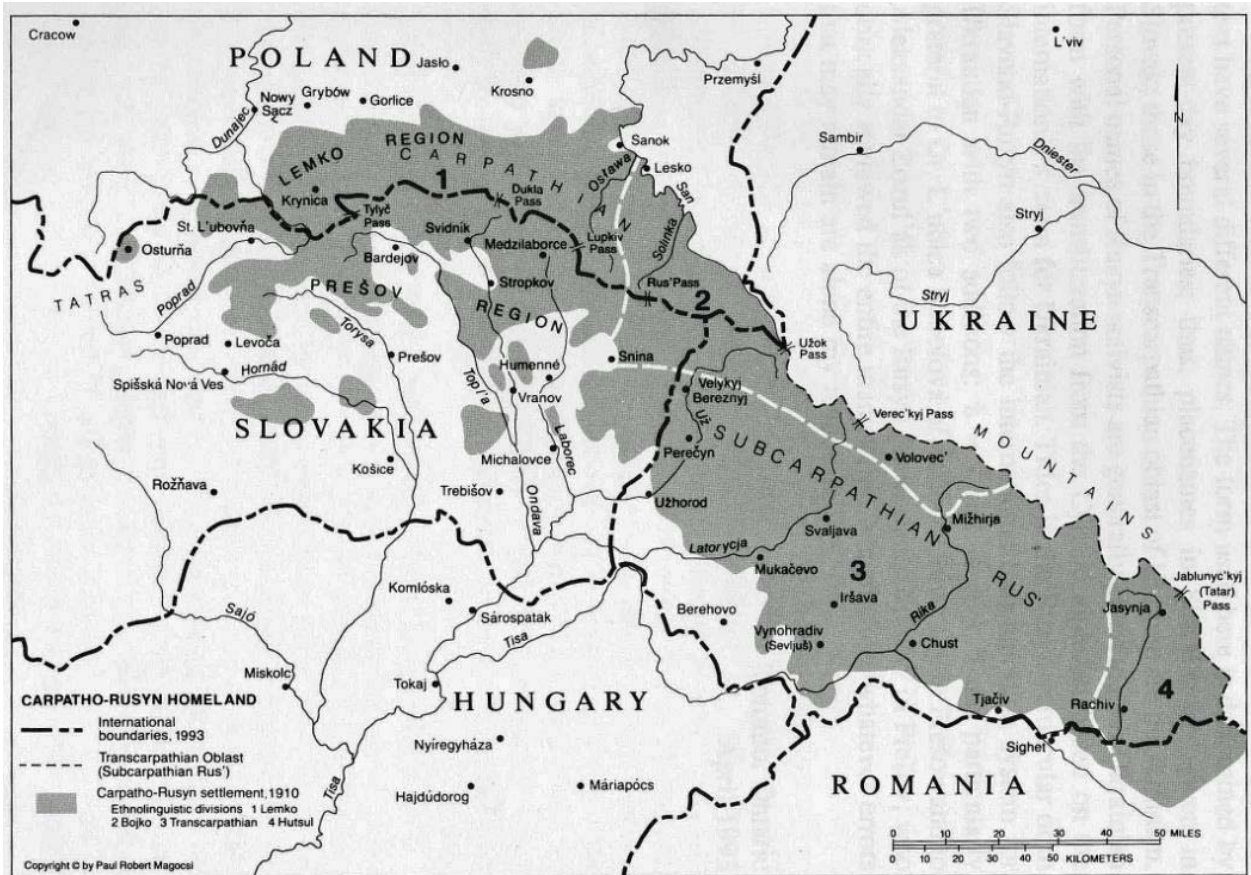 Cracow
POLAND
Jasło
Krosno
Przemyśl
L'viv
N
Nowy
Sącz
Grybów
Gorlice
Dunajec
Sanok
Lesko
Sambir
Dniester
LEMKO REGION
CARPATHIAN
MOUNTAINS
1
Krynica
Tylyč
Pass
Dukla
Pass
Osława
San
Solinka
Stryj
Stryj
St. L'ubovňa
Osturňa
Svidník
Medzilaborce
Lupkiv
Pass
Bardejov
TATRAS
Poprad
PREŠOV
REGION
Stropkov
Rus' Pass
2
UKRAINE
Užok
Pass
Poprad
Levoča
Torysa
Prešov
Spišská Nová Ves
Hornád
Topl'a
Humenné
Snina
Velykyj
Bereznyj
Vranov
Už
Verec'kyj Pass
SLOVAKIA
Laborec
Perečyn
SUBCARPATHIAN
RUS'
Volovec'
Michalovce
Košice
Rožňava
Trebišov
Ondava
Užhorod
Svaljava
Mižhirja
Latorycja
Mukačevo
3
Jablunyc'kyj
(Tatar)
Pass
Jasynja
Komlóska
Sárospatak
Berehovo
Iršava
Rika
Sajó
Tisa
Vynohradiv
(Sevljuš)
Chust
Miskolc
Tokaj
HUNGARY
Tjačiv
Rachiv
4
Sighet
ROMANIA
Nyíregyháza
Hajdúdorog
Máriapócs
Tisa
CARPATHO-RUSYN HOMELAND
International
boundaries, 1993
Transcarpathian Oblast
(Subcarpathian Rus')
Carpatho-Rusyn settlement, 1910
Ethnolinguistic divisions 1 Lemko
2 Bojko 3 Transcarpathian 4 Hutsul
Copyright © by Paul Robert Magocsi
0 10 20 30 40 50 MILES
0 10 20 30 40 50
KILOMETERS